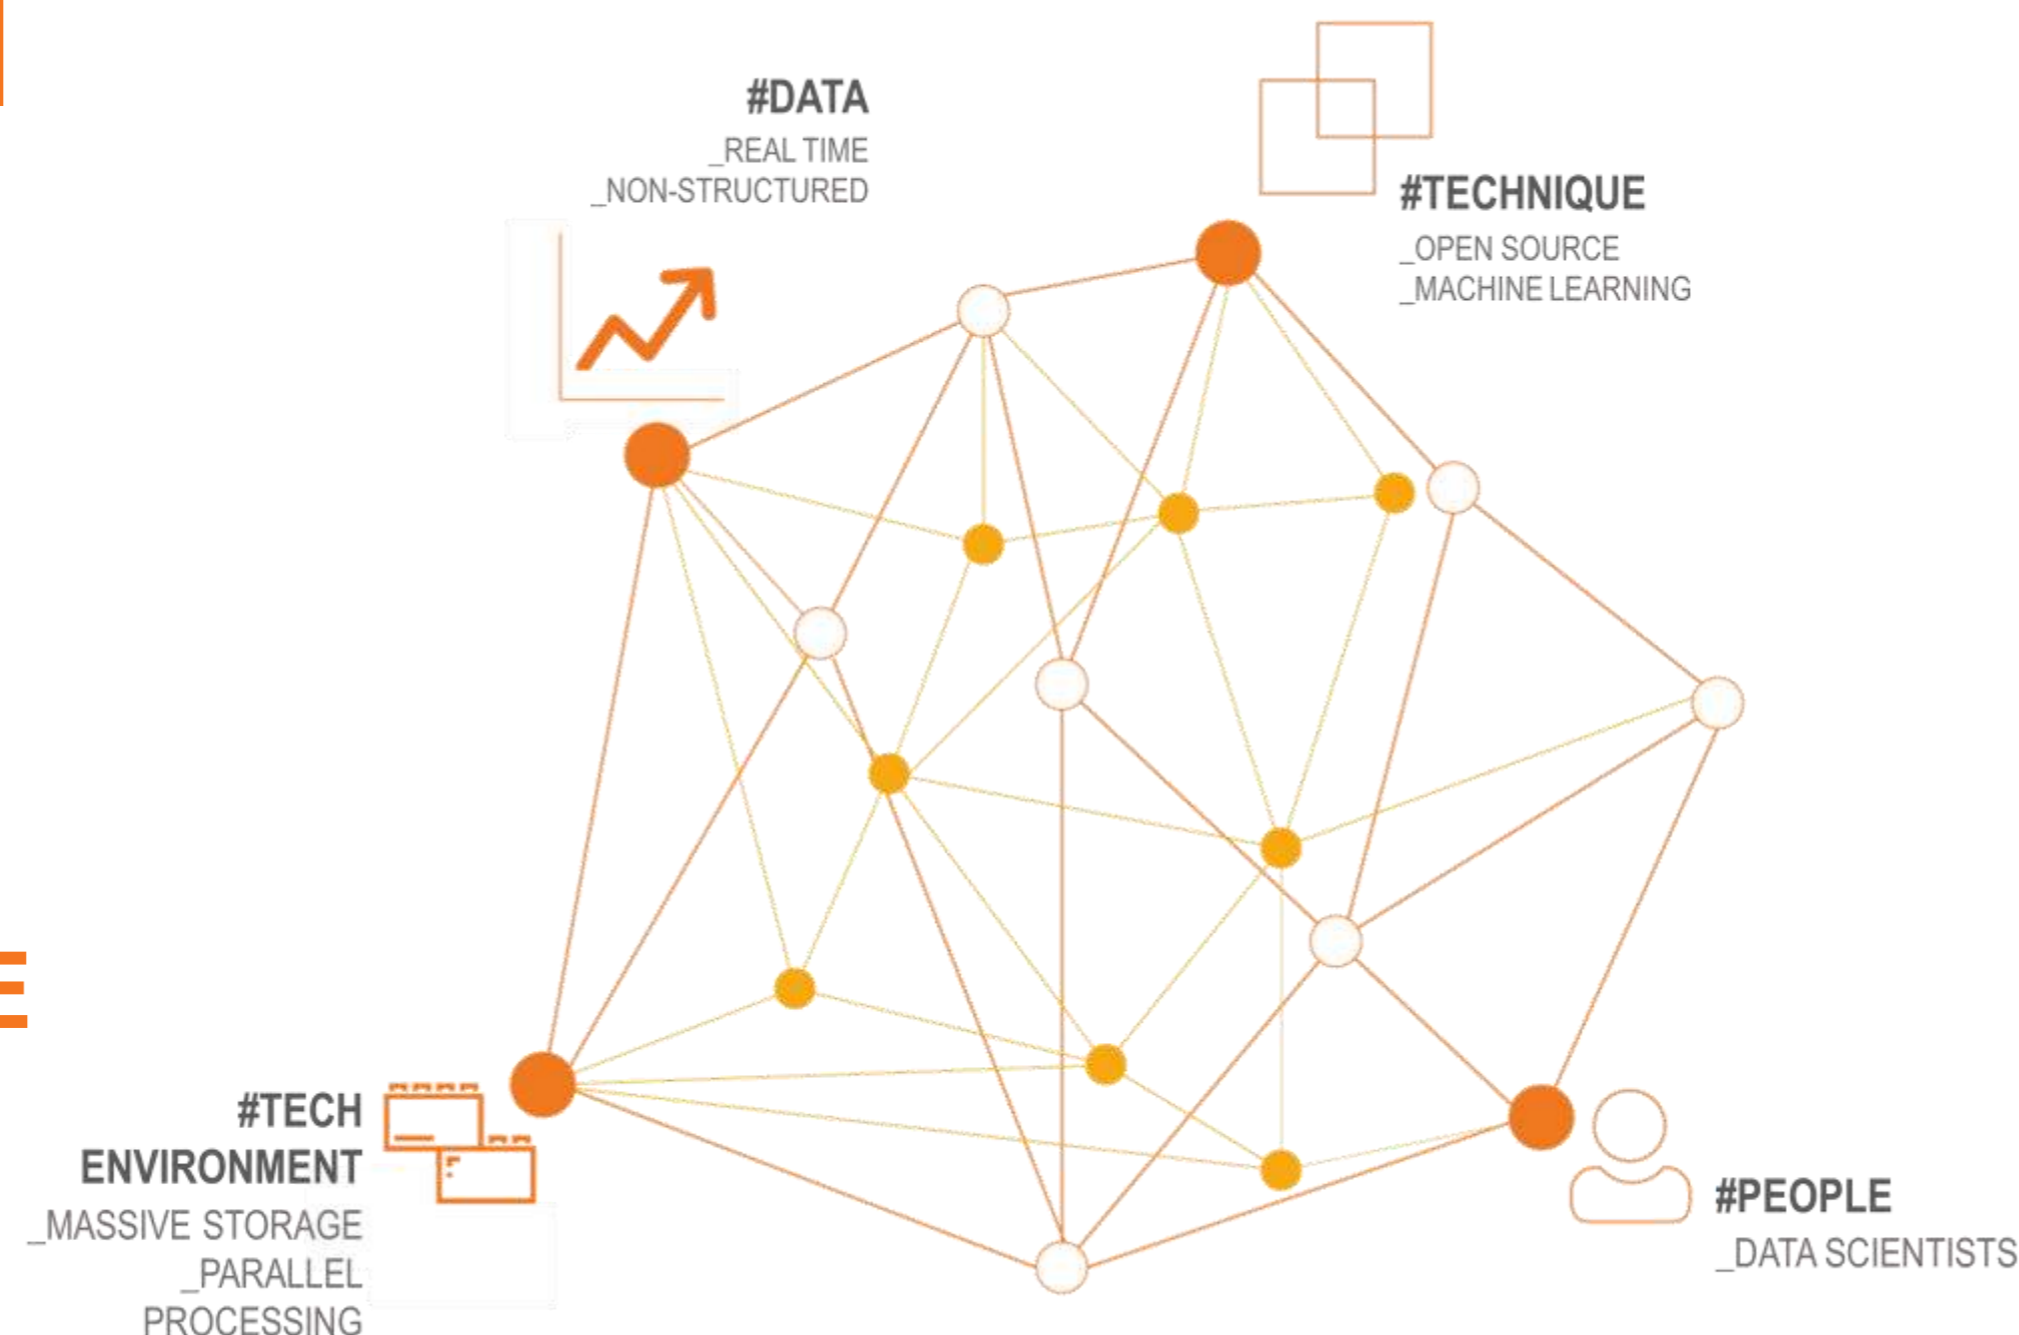 #DATA
_REAL TIME
_NON-STRUCTURED
#TECHNIQUE
_OPEN SOURCE
_MACHINE LEARNING
#TECH
ENVIRONMENT
_MASSIVE STORAGE
_PARALLEL
PROCESSING
#PEOPLE
_DATA SCIENTISTS